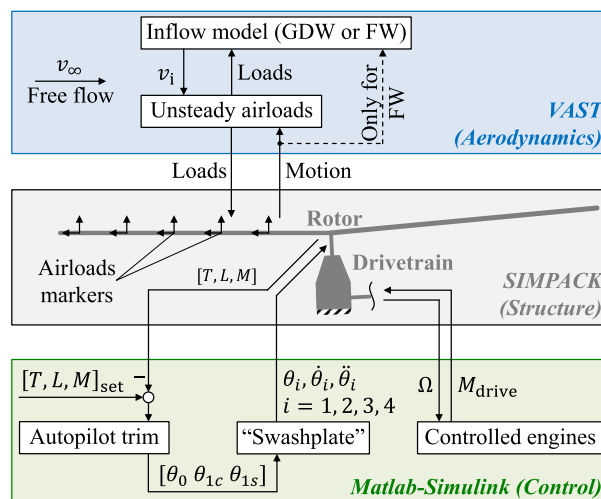 Inflow model (GDW or FW)
v∞
Free flow
vi
Loads
Only for
FW
Unsteady airloads
VAST
(Aerodynamics)
Loads
Motion
Rotor
Airloads
markers
[T, L, M]
Drivetrain
SIMPACK
(Structure)
[T, L, M]set
−
θi, θ̇i, θ̈i
i = 1, 2, 3, 4
Ω
Mdrive
Autopilot trim
“Swashplate”
Controlled engines
[θ0 θ1c θ1s]
Matlab-Simulink (Control)